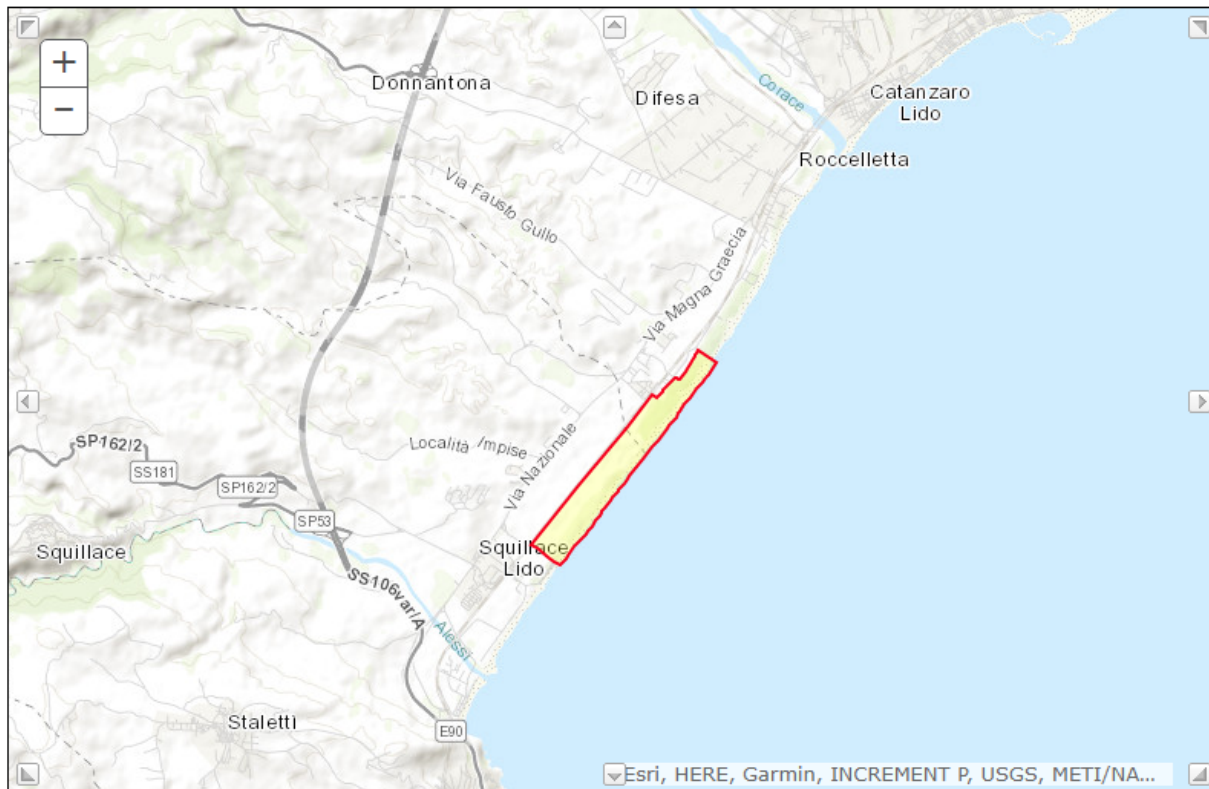 +
−
Donnantona
Difesa
Corace
Catanzaro
Lido
Roccelletta
Via Fausto Gullo
Via Magna Graecia
Località Impise
Via Nazionale
SP162/2
SS181
SP162/2
SP53
Squillace
Squillace
Lido
SS106var/A
Alessi
Stalettì
E90
Esri, HERE, Garmin, INCREMENT P, USGS, METI/NA...